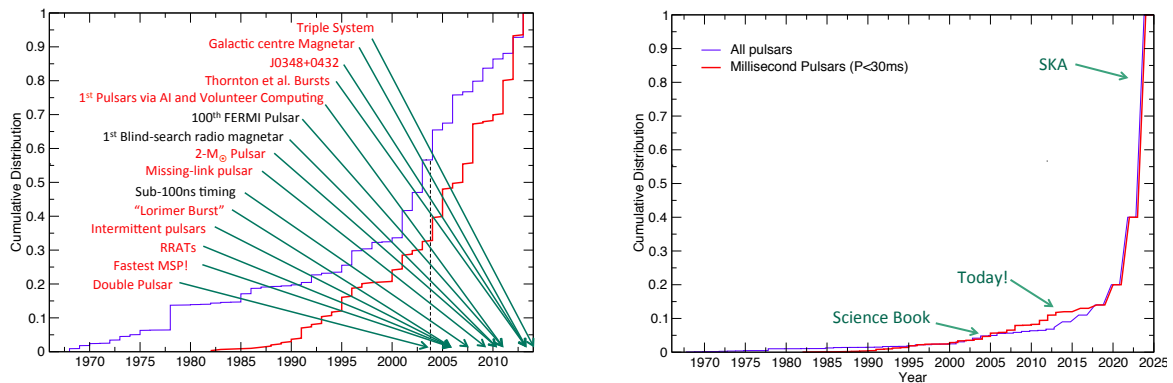 1
0.9
0.8
0.7
0.6
0.5
0.4
0.3
0.2
0.1
0
Cumulative Distribution
Triple System
Galactic centre Magnetar
J0348+0432
Thornton et al. Bursts
1st Pulsars via AI and Volunteer Computing
100th FERMI Pulsar
1st Blind-search radio magnetar
2-M☉ Pulsar
Missing-link pulsar
Sub-100ns timing
“Lorimer Burst”
Intermittent pulsars
RRATs
Fastest MSP!
Double Pulsar
1970 1975 1980 1985 1990 1995 2000 2005 2010
1
0.9
0.8
0.7
0.6
0.5
0.4
0.3
0.2
0.1
0
Cumulative Distribution
All pulsars
Millisecond Pulsars (P<30ms)
SKA
Today!
Science Book
1970 1975 1980 1985 1990 1995 2000 2005 2010 2015 2020 2025
Year